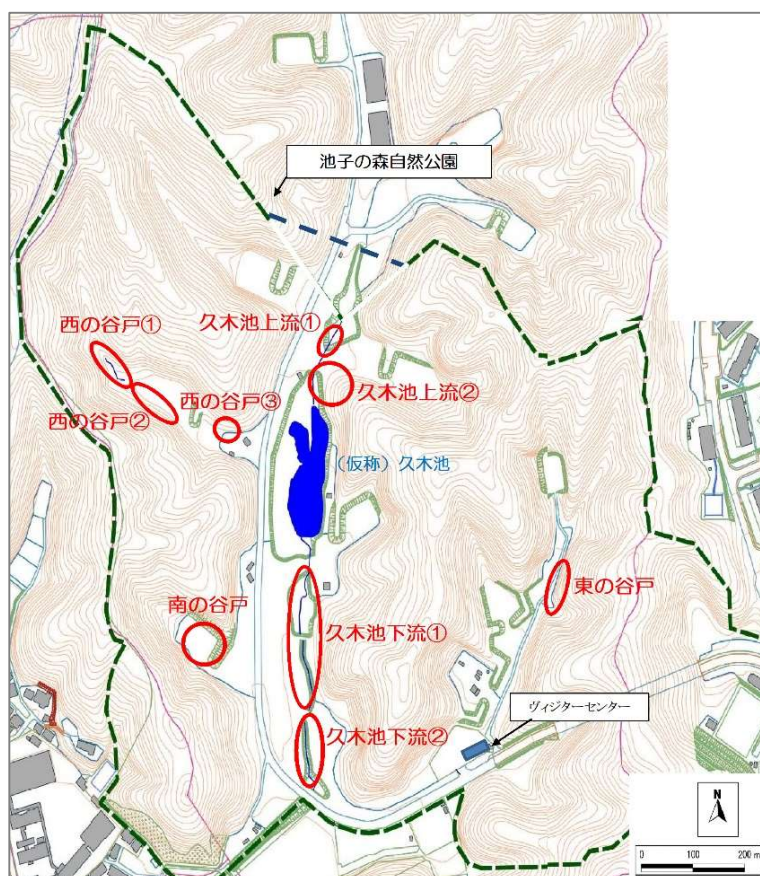 池子の森自然公園
西の谷戸①
久木池上流①
西の谷戸③
久木池上流②
西の谷戸②
(仮称)久木池
東の谷戸
南の谷戸
久木池下流①
ヴィジターセンター
久木池下流②
N
0 100 200 m